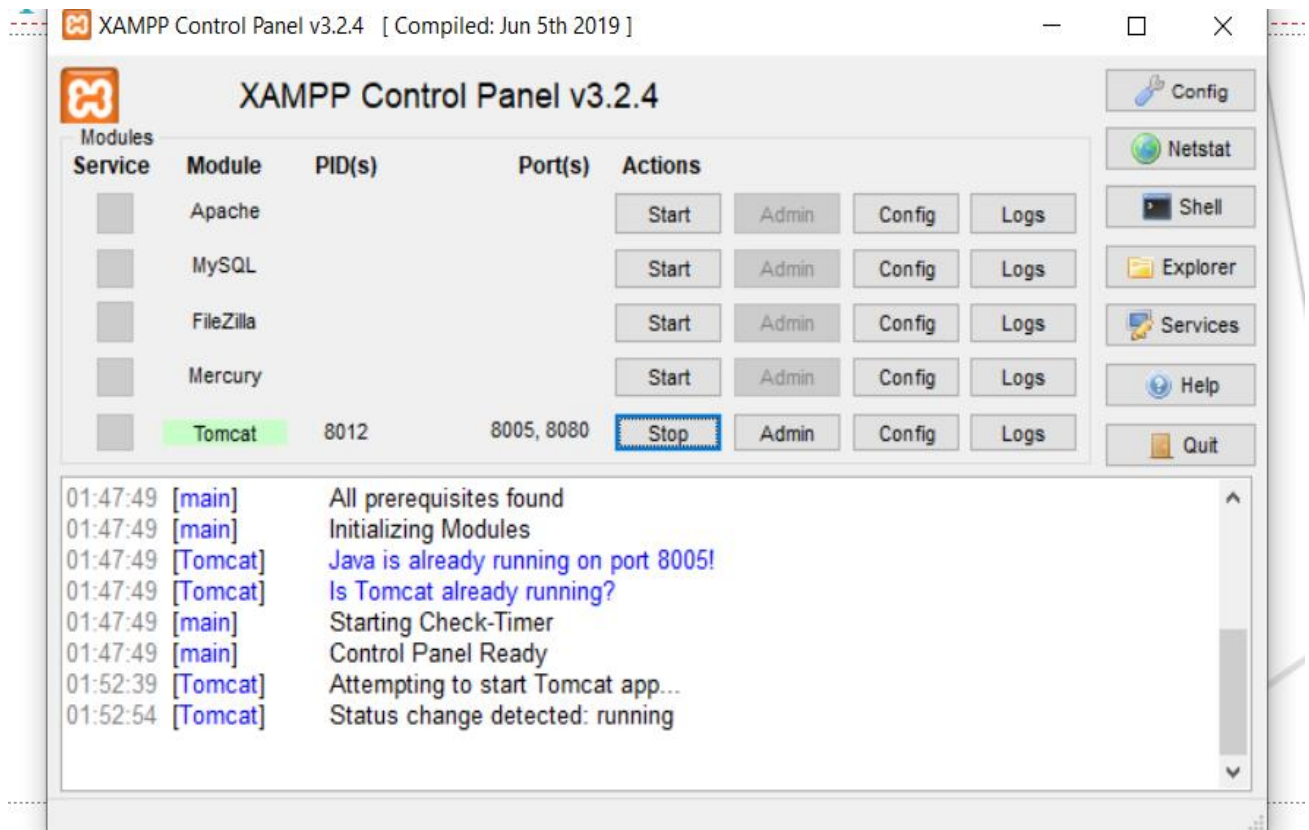 XAMPP Control Panel v3.2.4 [ Compiled: Jun 5th 2019 ]
XAMPP Control Panel v3.2.4
Config
Modules
Service Module PID(s) Port(s) Actions
Netstat
Apache Start Admin Config Logs
Shell
MySQL Start Admin Config Logs
Explorer
FileZilla Start Admin Config Logs
Services
Mercury Start Admin Config Logs
Help
Tomcat 8012 8005, 8080 Stop Admin Config Logs
Quit
01:47:49 [main] All prerequisites found
01:47:49 [main] Initializing Modules
01:47:49 [Tomcat] Java is already running on port 8005!
01:47:49 [Tomcat] Is Tomcat already running?
01:47:49 [main] Starting Check-Timer
01:47:49 [main] Control Panel Ready
01:52:39 [Tomcat] Attempting to start Tomcat app...
01:52:54 [Tomcat] Status change detected: running